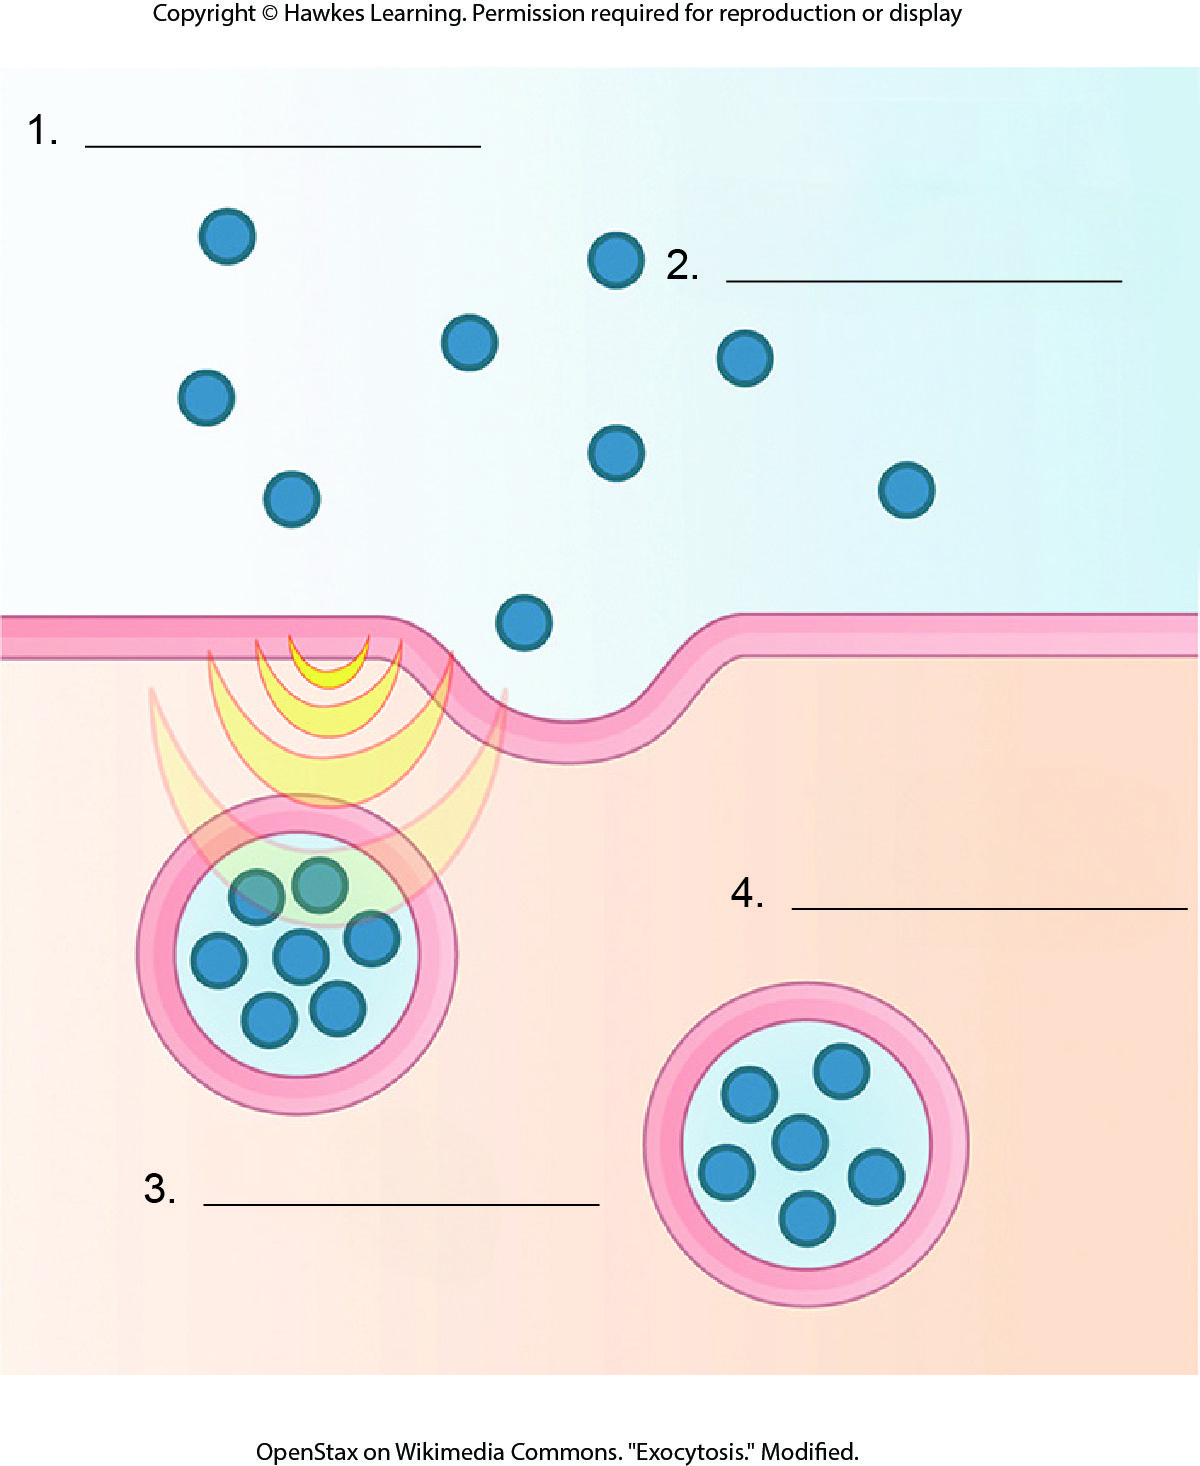 Copyright © Hawkes Learning. Permission required for reproduction or display
1.
2.
4.
3.
OpenStax on Wikimedia Commons. "Exocytosis." Modified.